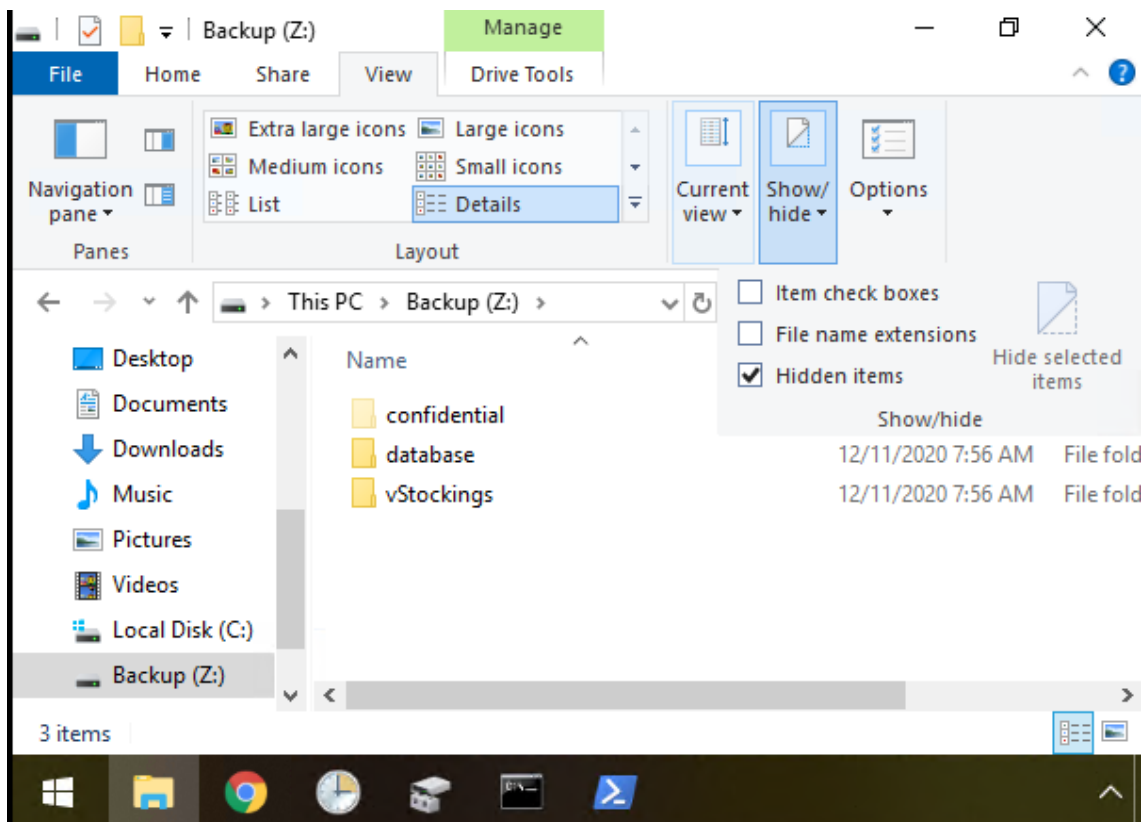 Backup (Z:)
Manage
File Home Share View Drive Tools
Extra large icons Large icons
Medium icons Small icons
List Details
Navigation pane
Current view
Show/ hide
Options
Panes Layout
This PC > Backup (Z:) >
Item check boxes
File name extensions
Hidden items
Hide selected items
Show/hide
Desktop
Documents
Downloads
Music
Pictures
Videos
Local Disk (C:)
Backup (Z:)
Name
confidential
database 12/11/2020 7:56 AM File fold
vStockings 12/11/2020 7:56 AM File fold
3 items